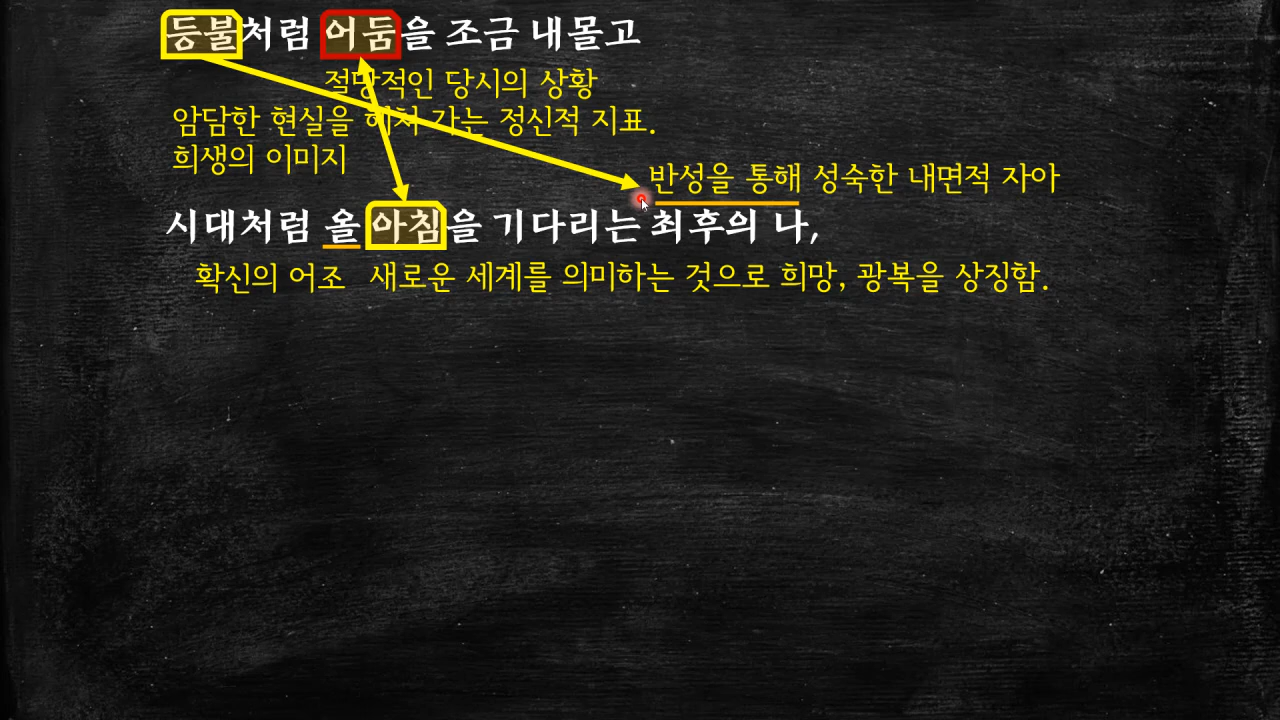 등불처럼 어둠을 조금 내몰고
절망적인 당시의 상황
암담한 현실을 헤쳐 가는 정신적 지표.
희생의 이미지
반성을 통해 성숙한 내면적 자아
시대처럼 올 아침을 기다리는 최후의 나,
확신의 어조 새로운 세계를 의미하는 것으로 희망, 광복을 상징함.